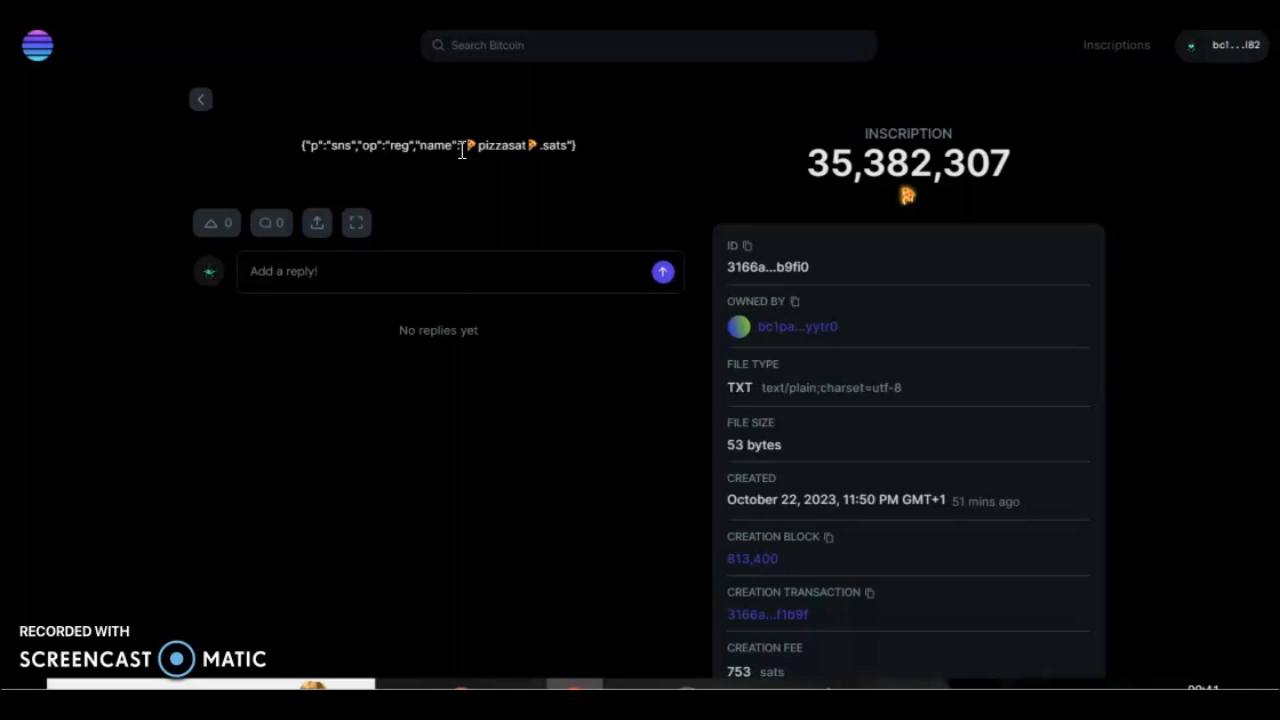 Search Bitcoin
Inscriptions
bc1...l82
{"p":"sns","op":"reg","name":"🍕pizzasat🍕.sats"}
0
0
Add a reply!
No replies yet
INSCRIPTION
35,382,307
🍕
ID
3166a...b9fi0
OWNED BY
bc1pa...yytr0
FILE TYPE
TXT text/plain;charset=utf-8
FILE SIZE
53 bytes
CREATED
October 22, 2023, 11:50 PM GMT+1 51 mins ago
CREATION BLOCK
813,400
CREATION TRANSACTION
3166a...f1b9f
CREATION FEE
753 sats
RECORDED WITH
SCREENCAST MATIC